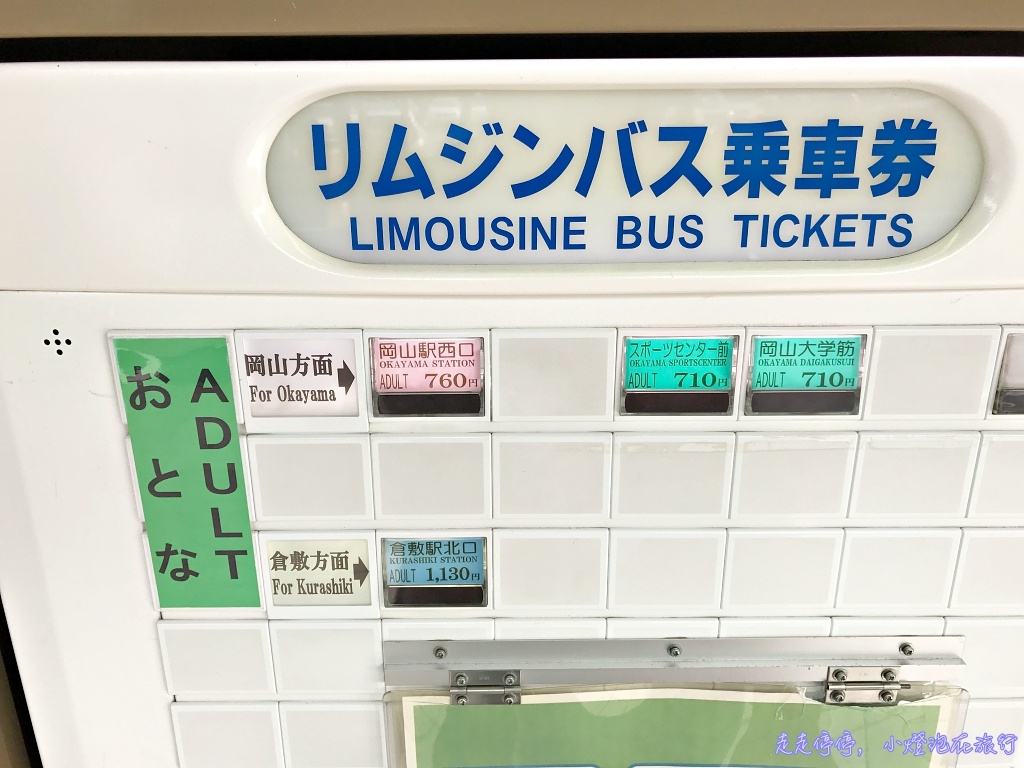 リムジンバス乗車券
LIMOUSINE BUS TICKETS
おとな
ADULT
岡山方面
For Okayama
岡山駅西口
OKAYAMA STATION
ADULT 760円
スポーツセンター前
OKAYAMA SPORTSCENTER
ADULT 710円
岡山大学筋
OKAYAMA DAIGAKUSUJI
ADULT 710円
倉敷方面
For Kurashiki
倉敷駅北口
KURASHIKI STATION
ADULT 1,130円
走走停停，小燈泡在旅行